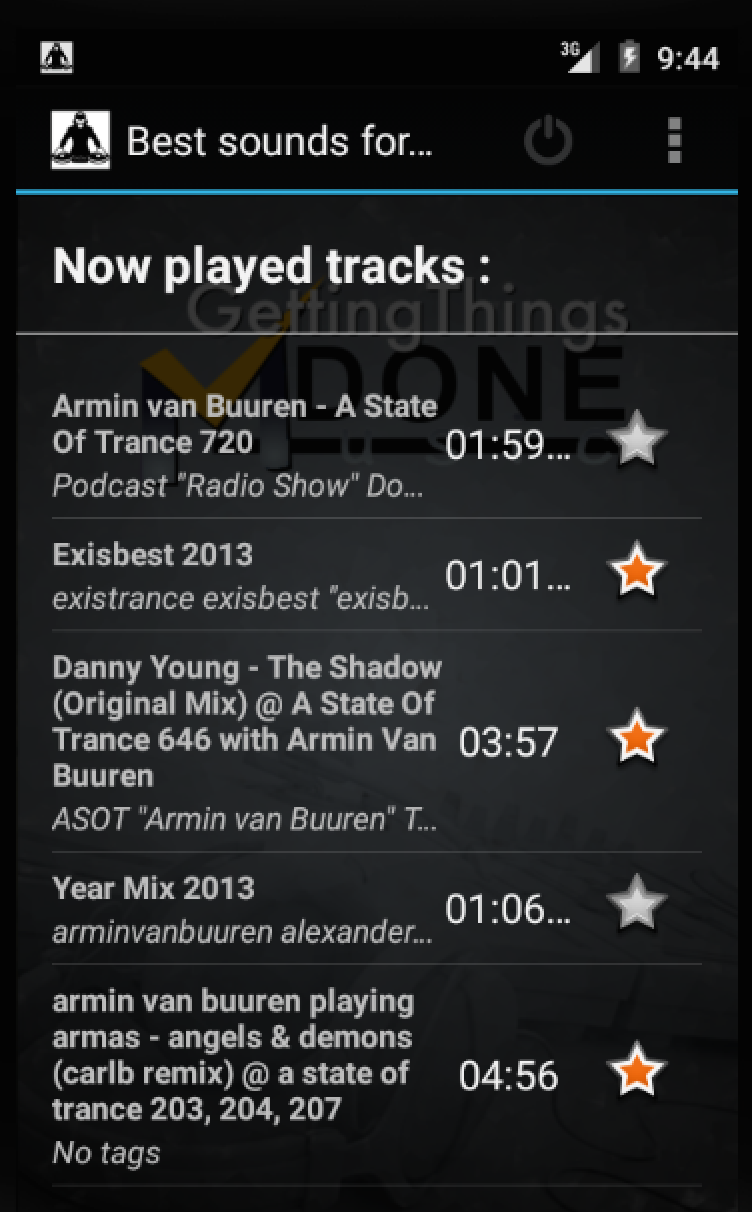 3G
9:44
Best sounds for...
Now played tracks :
GettingThings
DONE
Armin van Buuren - A State
Of Trance 720
01:59...
Podcast "Radio Show" Do...
Exisbest 2013
01:01...
existrance exisbest "exisb...
Danny Young - The Shadow
(Original Mix) @ A State Of
Trance 646 with Armin Van
Buuren
03:57
ASOT "Armin van Buuren" T...
Year Mix 2013
01:06...
arminvanbuuren alexander...
armin van buuren playing
armas - angels & demons
(carlb remix) @ a state of
trance 203, 204, 207
04:56
No tags